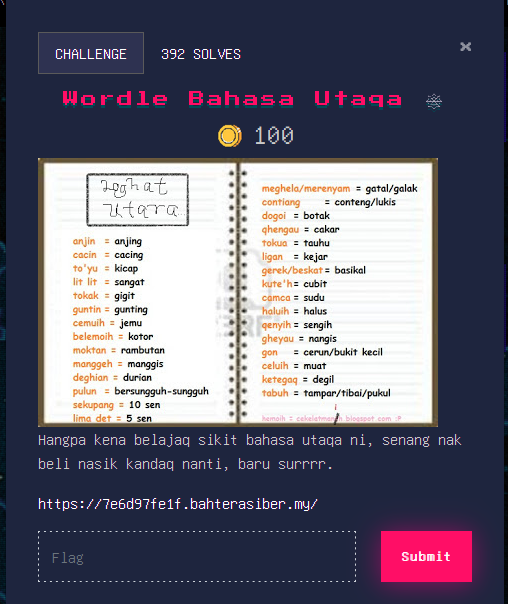 CHALLENGE
392 SOLVES
×
Wordle Bahasa Utaqa
100
loghat
utara
anjin = anjing
cacin = cacing
to'yu = kicap
lit lit = sangat
tokak = gigit
guntin = gunting
cemuih = jemu
belemoih = kotor
moktan = rambutan
manggeh = manggis
deghian = durian
pulun = bersungguh-sungguh
sekupang = 10 sen
lima det = 5 sen
meghela/merenyam = gatal/galak
contiang = conteng/lukis
dogoi = botak
qhengau = cakar
tokua = tauhu
ligan = kejar
gerek/beskat = basikal
kute'h = cubit
camca = sudu
haluih = halus
qenyih = sengih
gheyau = nangis
gon = cerun/bukit kecil
celuih = muat
ketegaq = degil
tabuh = tampar/tibai/pukul
Hangpa kena belajaq sikit bahasa utaqa ni, senang nak
beli nasik kandaq nanti, baru surrrr.
https://7e6d97fe1f.bahterasiber.my/
Flag
Submit